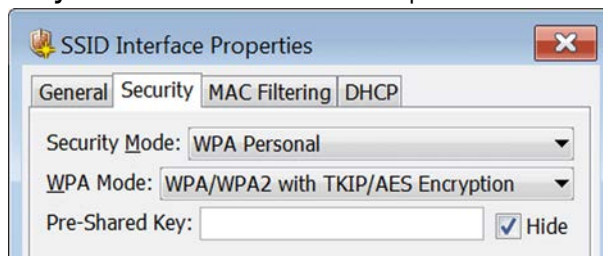 SSID Interface Properties
General Security MAC Filtering DHCP
Security Mode: WPA Personal
WPA Mode: WPA/WPA2 with TKIP/AES Encryption
Pre-Shared Key: Hide